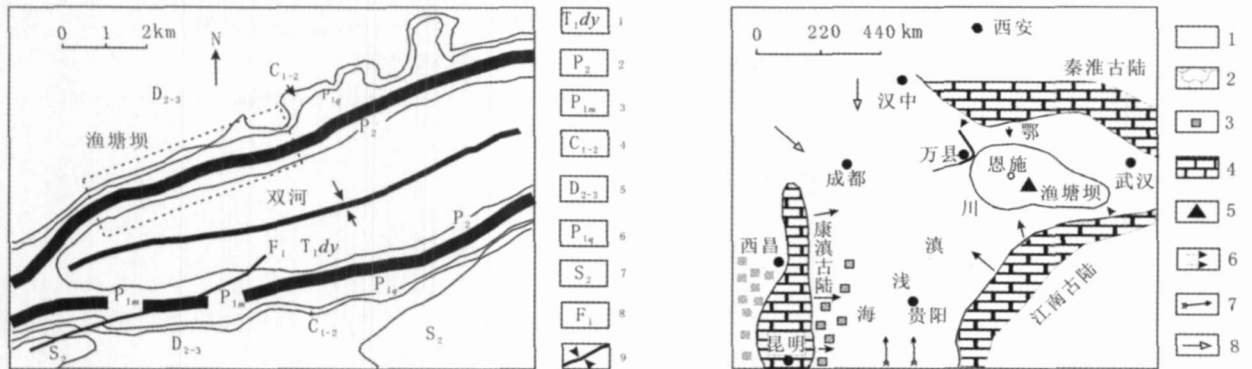 0 1 2km
N
C₁₋₂
D₂₋₃
P₁q
P₂
渔塘坝
双河
P₂
F₁ T₁dy
P₁m P₁m
P₁q
C₁₋₂
S₂ D₂₋₃ S₂
T₁dy 1
P₂ 2
P₁m 3
C₁₋₂ 4
D₂₋₃ 5
P₁q 6
S₂ 7
F₁ 8
9
0 220 440 km
西安
秦淮古陆
汉中
鄂
万县
恩施
武汉
成都
渔塘坝
川
西昌
康滇古陆
滇
浅
海
贵阳
江南古陆
昆明
1
2
3
4
5
6
7
8